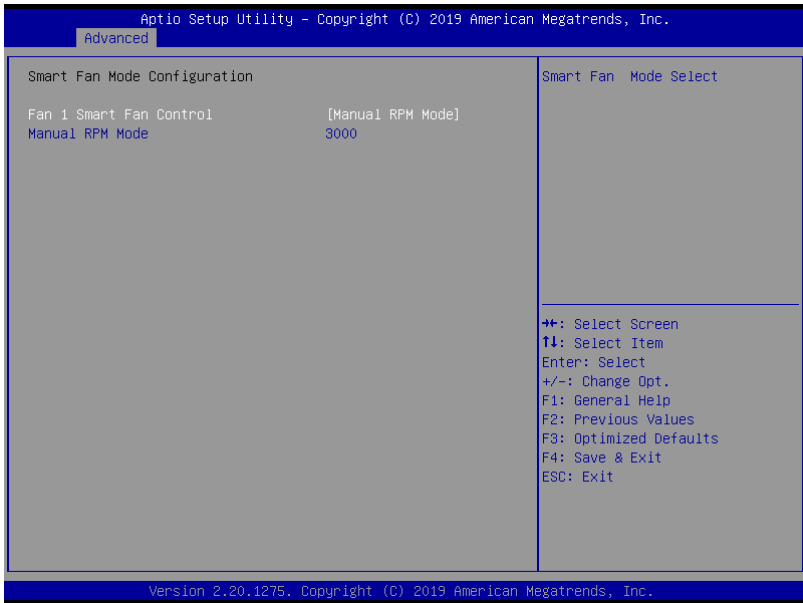 Aptio Setup Utility – Copyright (C) 2019 American Megatrends, Inc.
Advanced
Smart Fan Mode Configuration
Fan 1 Smart Fan Control [Manual RPM Mode]
Manual RPM Mode 3000
Smart Fan  Mode Select
→←: Select Screen
↑↓: Select Item
Enter: Select
+/-: Change Opt.
F1: General Help
F2: Previous Values
F3: Optimized Defaults
F4: Save & Exit
ESC: Exit
Version 2.20.1275. Copyright (C) 2019 American Megatrends, Inc.